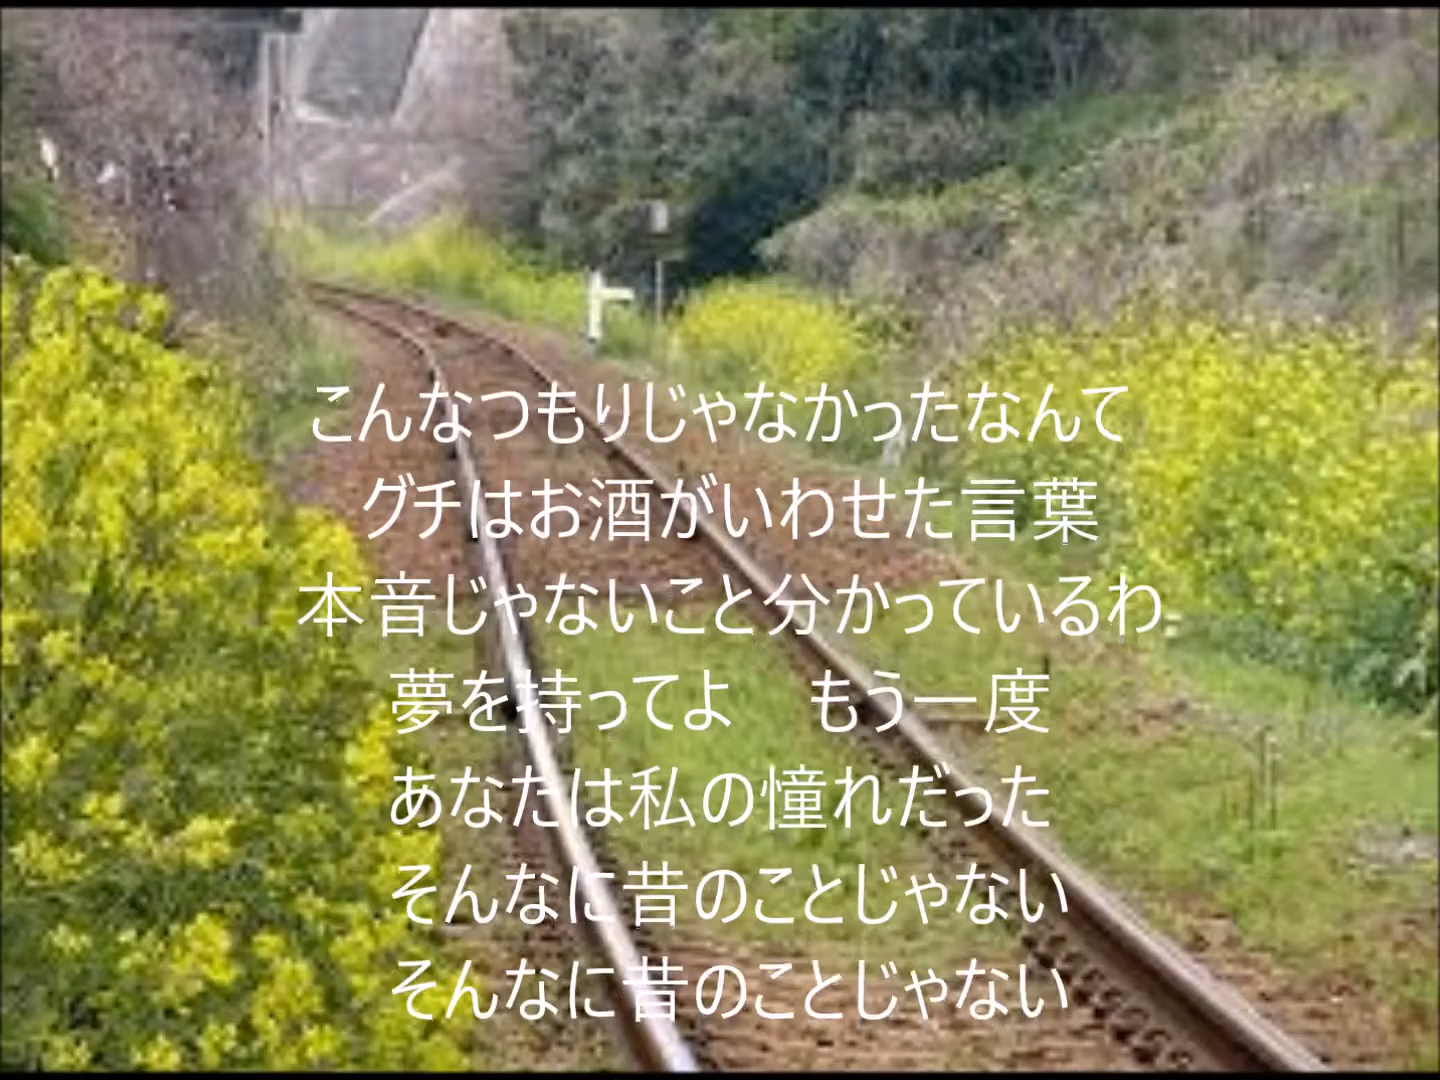 こんなつもりじゃなかったなんて
グチはお酒がいわせた言葉
本音じゃないこと分かっているわ
夢を持ってよ　もう一度
あなたは私の憧れだった
そんなに昔のことじゃない
そんなに昔のことじゃない